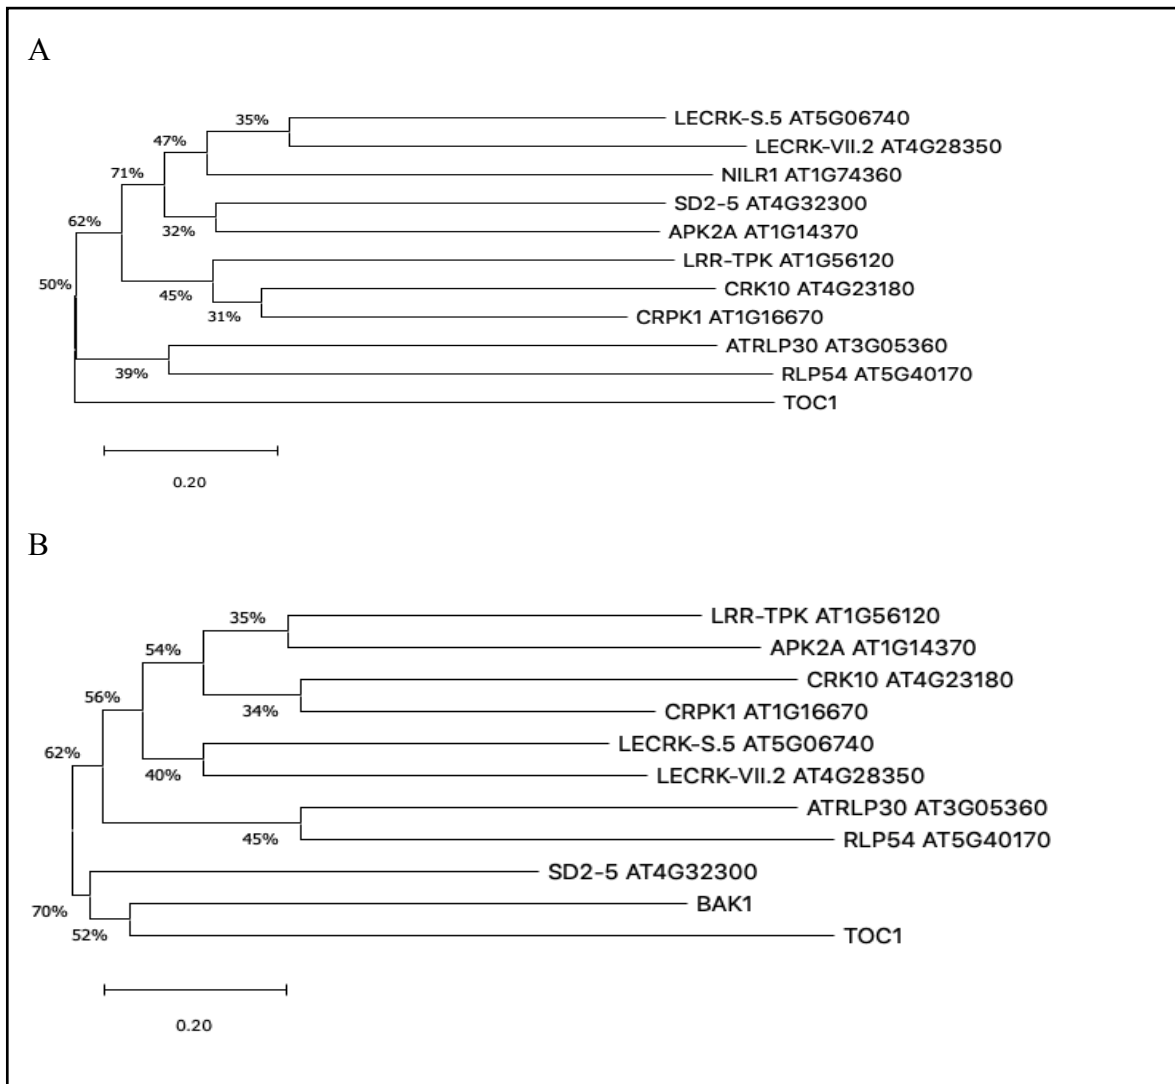 A
35%
LECRK-S.5 AT5G06740
47%
LECRK-VII.2 AT4G28350
71%
NILR1 AT1G74360
62%
SD2-5 AT4G32300
32%
APK2A AT1G14370
LRR-TPK AT1G56120
50%
45%
CRK10 AT4G23180
31%
CRPK1 AT1G16670
ATRLP30 AT3G05360
39%
RLP54 AT5G40170
TOC1
0.20
B
35%
LRR-TPK AT1G56120
54%
APK2A AT1G14370
CRK10 AT4G23180
56%
34%
CRPK1 AT1G16670
62%
LECRK-S.5 AT5G06740
40%
LECRK-VII.2 AT4G28350
ATRLP30 AT3G05360
45%
RLP54 AT5G40170
SD2-5 AT4G32300
70%
BAK1
52%
TOC1
0.20